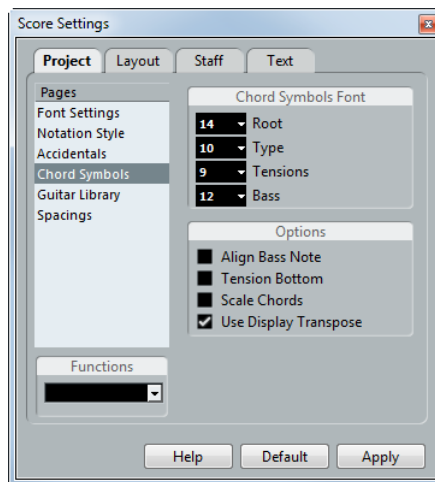 Score Settings
Project Layout Staff Text
Pages
Font Settings
Notation Style
Accidentals
Chord Symbols
Guitar Library
Spacings
Functions
Chord Symbols Font
14 Root
10 Type
9 Tensions
12 Bass
Options
Align Bass Note
Tension Bottom
Scale Chords
Use Display Transpose
Help Default Apply